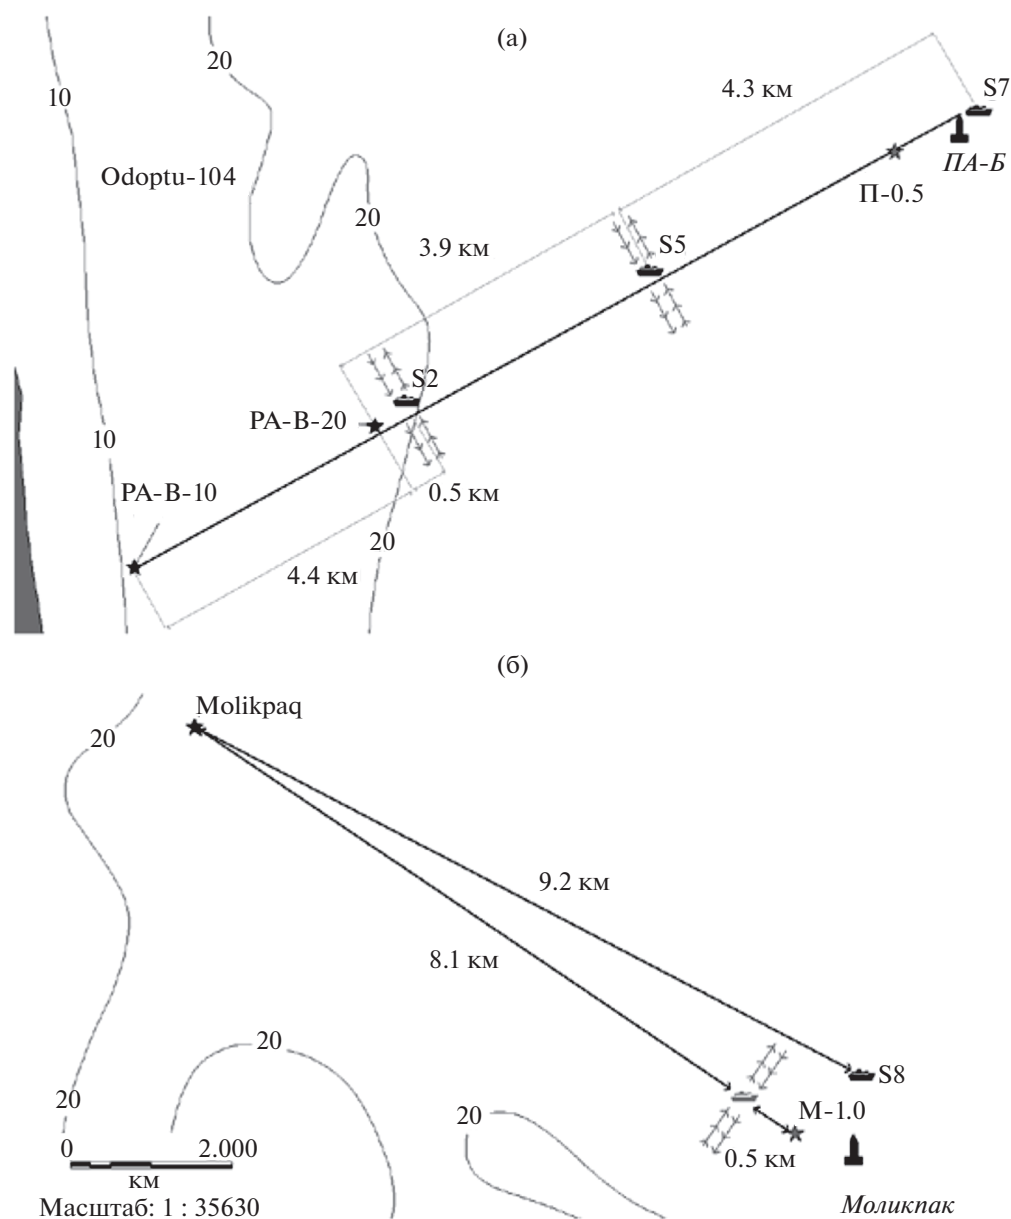 (а)
20
10
4.3 км
S7
Odoptu-104
ПА-Б
П-0.5
20
3.9 км
S5
S2
PA-B-20
10
PA-B-10
0.5 км
20
4.4 км
(б)
Molikpaq
20
9.2 км
8.1 км
20
S8
20
М-1.0
20
0 2.000
0.5 км
км
Масштаб: 1 : 35630
Моликпак